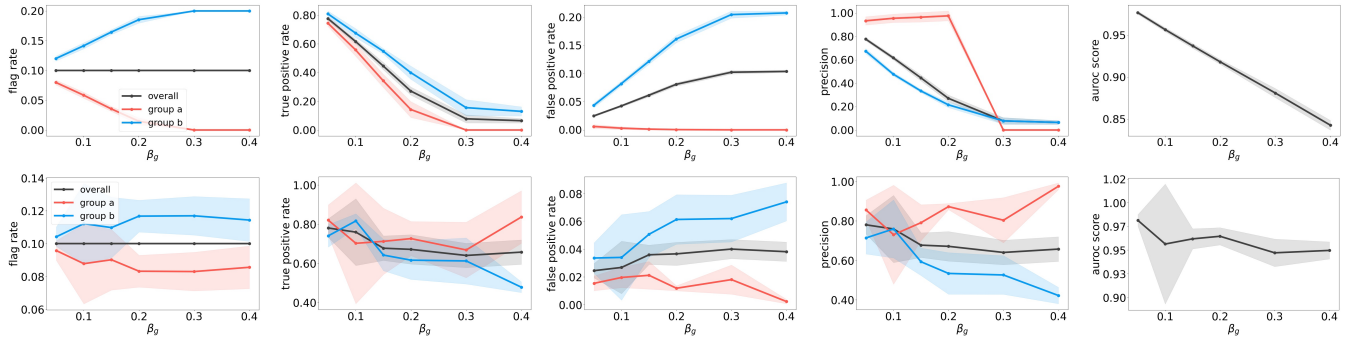 flag rate
0.20
0.15
0.10
0.05
0.00
overall
group a
group b
0.1 0.2 0.3 0.4
βg
true positive rate
0.80
0.60
0.40
0.20
0.00
0.1 0.2 0.3 0.4
βg
false positive rate
0.20
0.15
0.10
0.05
0.00
0.1 0.2 0.3 0.4
βg
precision
1.00
0.80
0.60
0.40
0.20
0.00
0.1 0.2 0.3 0.4
βg
auroc score
0.95
0.90
0.85
0.1 0.2 0.3 0.4
βg
flag rate
0.14
0.12
0.10
0.08
0.06
overall
group a
group b
0.1 0.2 0.3 0.4
βg
true positive rate
1.00
0.80
0.60
0.40
0.1 0.2 0.3 0.4
βg
false positive rate
0.08
0.06
0.04
0.02
0.00
0.1 0.2 0.3 0.4
βg
precision
1.00
0.80
0.60
0.40
0.1 0.2 0.3 0.4
βg
auroc score
1.02
1.00
0.97
0.95
0.93
0.90
0.1 0.2 0.3 0.4
βg